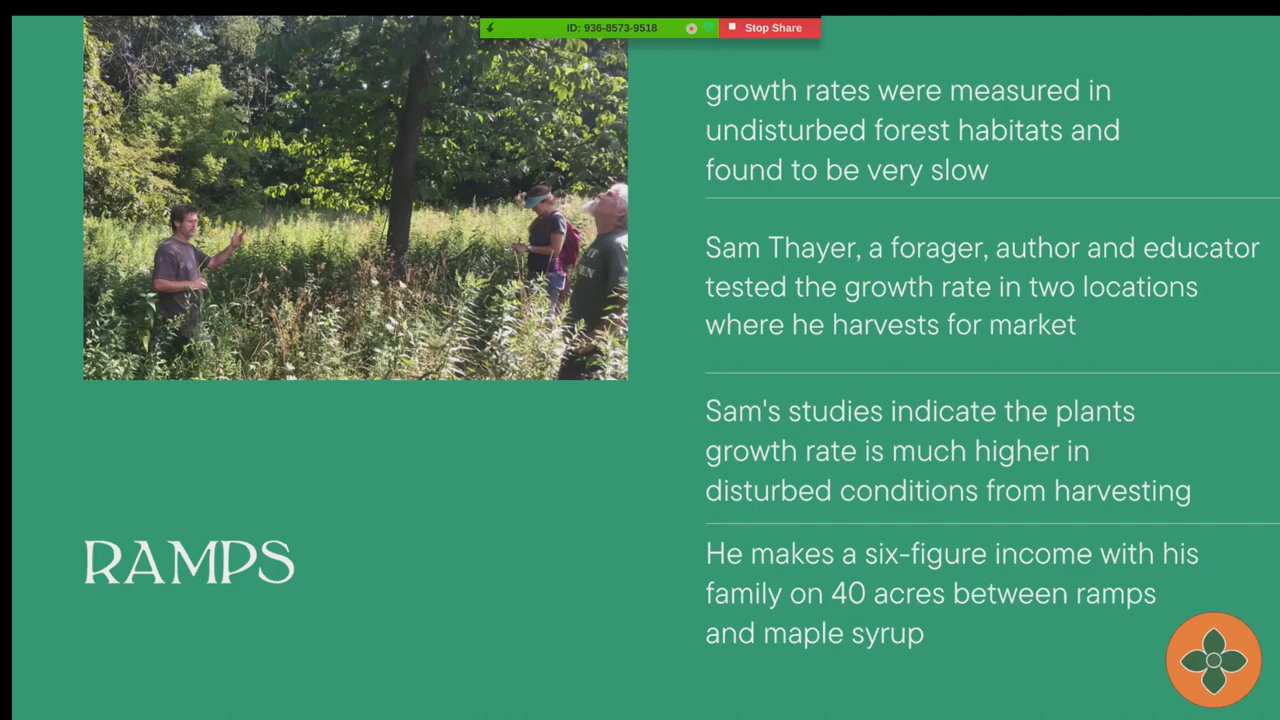 ID: 936-8573-9518
Stop Share
growth rates were measured in
undisturbed forest habitats and
found to be very slow
Sam Thayer, a forager, author and educator
tested the growth rate in two locations
where he harvests for market
Sam's studies indicate the plants
growth rate is much higher in
disturbed conditions from harvesting
RAMPS
He makes a six-figure income with his
family on 40 acres between ramps
and maple syrup